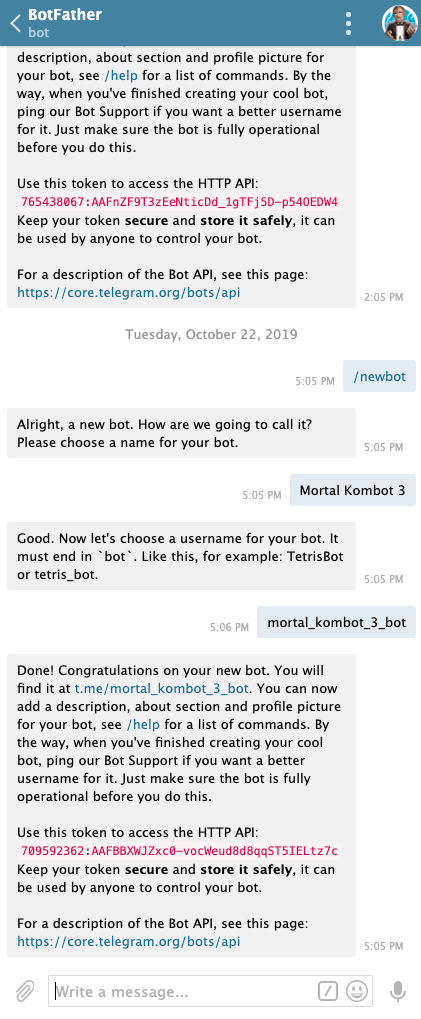 BotFather
bot
description, about section and profile picture for
your bot, see /help for a list of commands. By the
way, when you've finished creating your cool bot,
ping our Bot Support if you want a better username
for it. Just make sure the bot is fully operational
before you do this.
Use this token to access the HTTP API:
765438067:AAFnZF9T3zEeNticDd_1gTFj5D-p54OEDW4
Keep your token secure and store it safely, it can
be used by anyone to control your bot.
For a description of the Bot API, see this page:
https://core.telegram.org/bots/api
2:05 PM
Tuesday, October 22, 2019
5:05 PM
/newbot
Alright, a new bot. How are we going to call it?
Please choose a name for your bot.
5:05 PM
5:05 PM
Mortal Kombot 3
Good. Now let's choose a username for your bot. It
must end in `bot`. Like this, for example: TetrisBot
or tetris_bot.
5:05 PM
5:06 PM
mortal_kombot_3_bot
Done! Congratulations on your new bot. You will
find it at t.me/mortal_kombot_3_bot. You can now
add a description, about section and profile picture
for your bot, see /help for a list of commands. By
the way, when you've finished creating your cool
bot, ping our Bot Support if you want a better
username for it. Just make sure the bot is fully
operational before you do this.
Use this token to access the HTTP API:
709592362:AAFBBXWJZxc0-vocWeud8d8qqST5IELtz7c
Keep your token secure and store it safely, it can
be used by anyone to control your bot.
For a description of the Bot API, see this page:
https://core.telegram.org/bots/api
5:05 PM
Write a message...